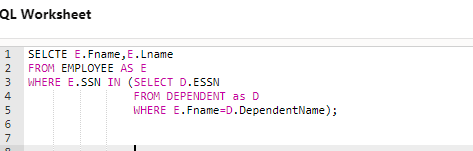 QL Worksheet
1 SELCTE E.Fname,E.Lname
2 FROM EMPLOYEE AS E
3 WHERE E.SSN IN (SELECT D.ESSN
4 FROM DEPENDENT as D
5 WHERE E.Fname=D.DependentName);
6
7